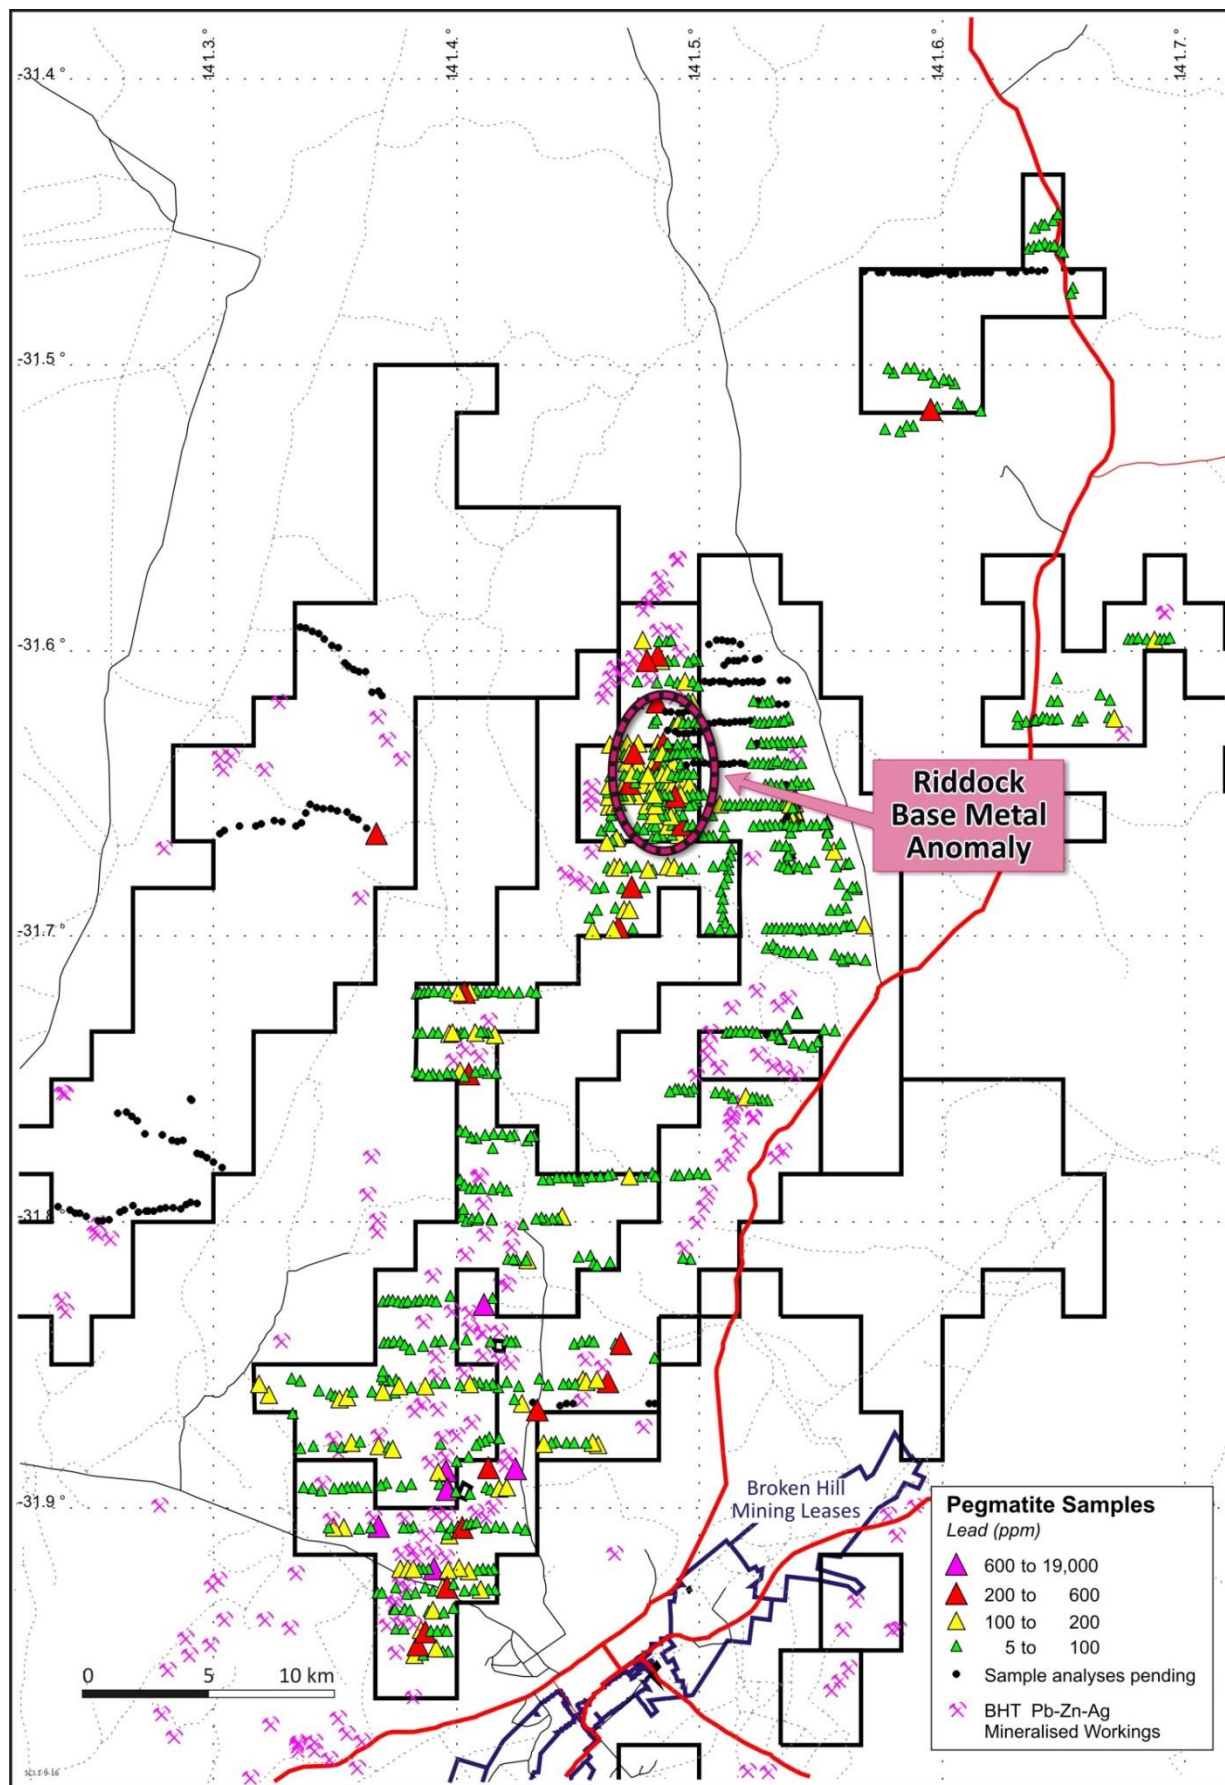 141.3°
141.4°
141.5°
141.6°
141.7°
-31.4°
-31.5°
-31.6°
-31.7°
-31.8°
-31.9°
Riddock
Base Metal
Anomaly
Broken Hill
Mining Leases
Pegmatite Samples
Lead (ppm)
600 to 19,000
200 to 600
100 to 200
5 to 100
Sample analyses pending
BHT Pb-Zn-Ag
Mineralised Workings
0 5 10 km